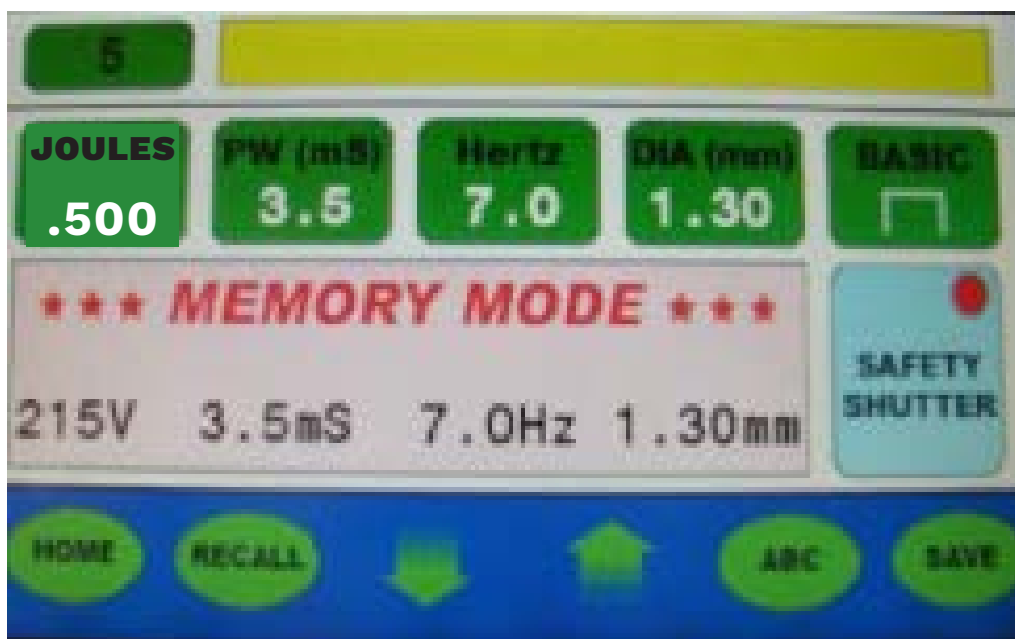 5
JOULES PW (mS) Hertz DIA (mm) BASIC
.500 3.5 7.0 1.30
*** MEMORY MODE ***
SAFETY
SHUTTER
215V 3.5mS 7.0Hz 1.30mm
HOME RECALL ABC SAVE